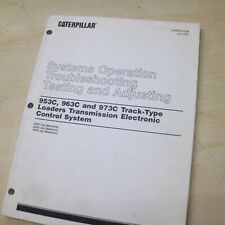 CATERPILLAR
Systems Operation
Troubleshooting
Testing and Adjusting
953C, 963C and 973C Track-Type
Loaders Transmission Electronic
Control System